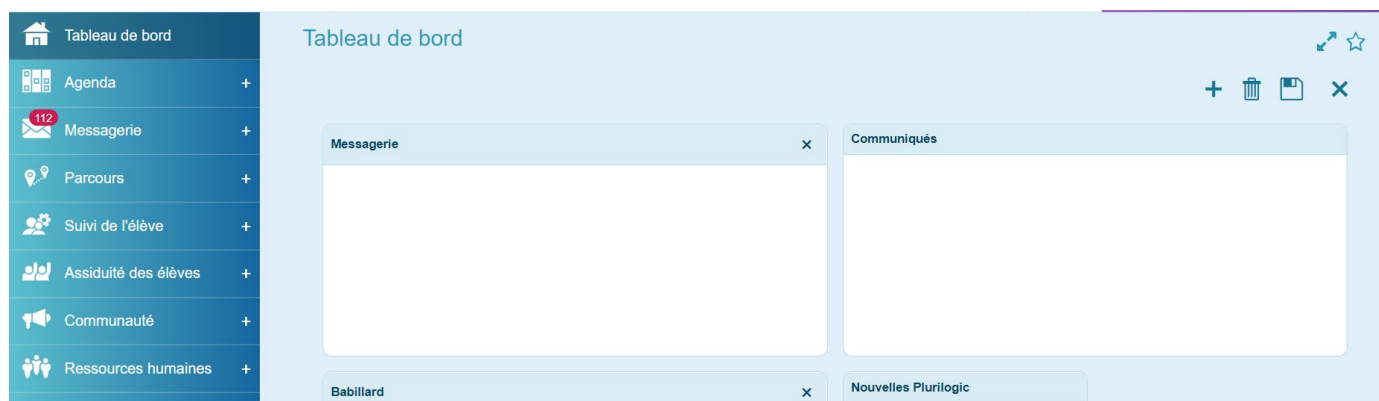 Tableau de bord
Agenda
112
Messagerie
Parcours
Suivi de l'élève
Assiduité des élèves
Communauté
Ressources humaines
Tableau de bord
Messagerie
Communiqués
Babillard
Nouvelles Plurilogic